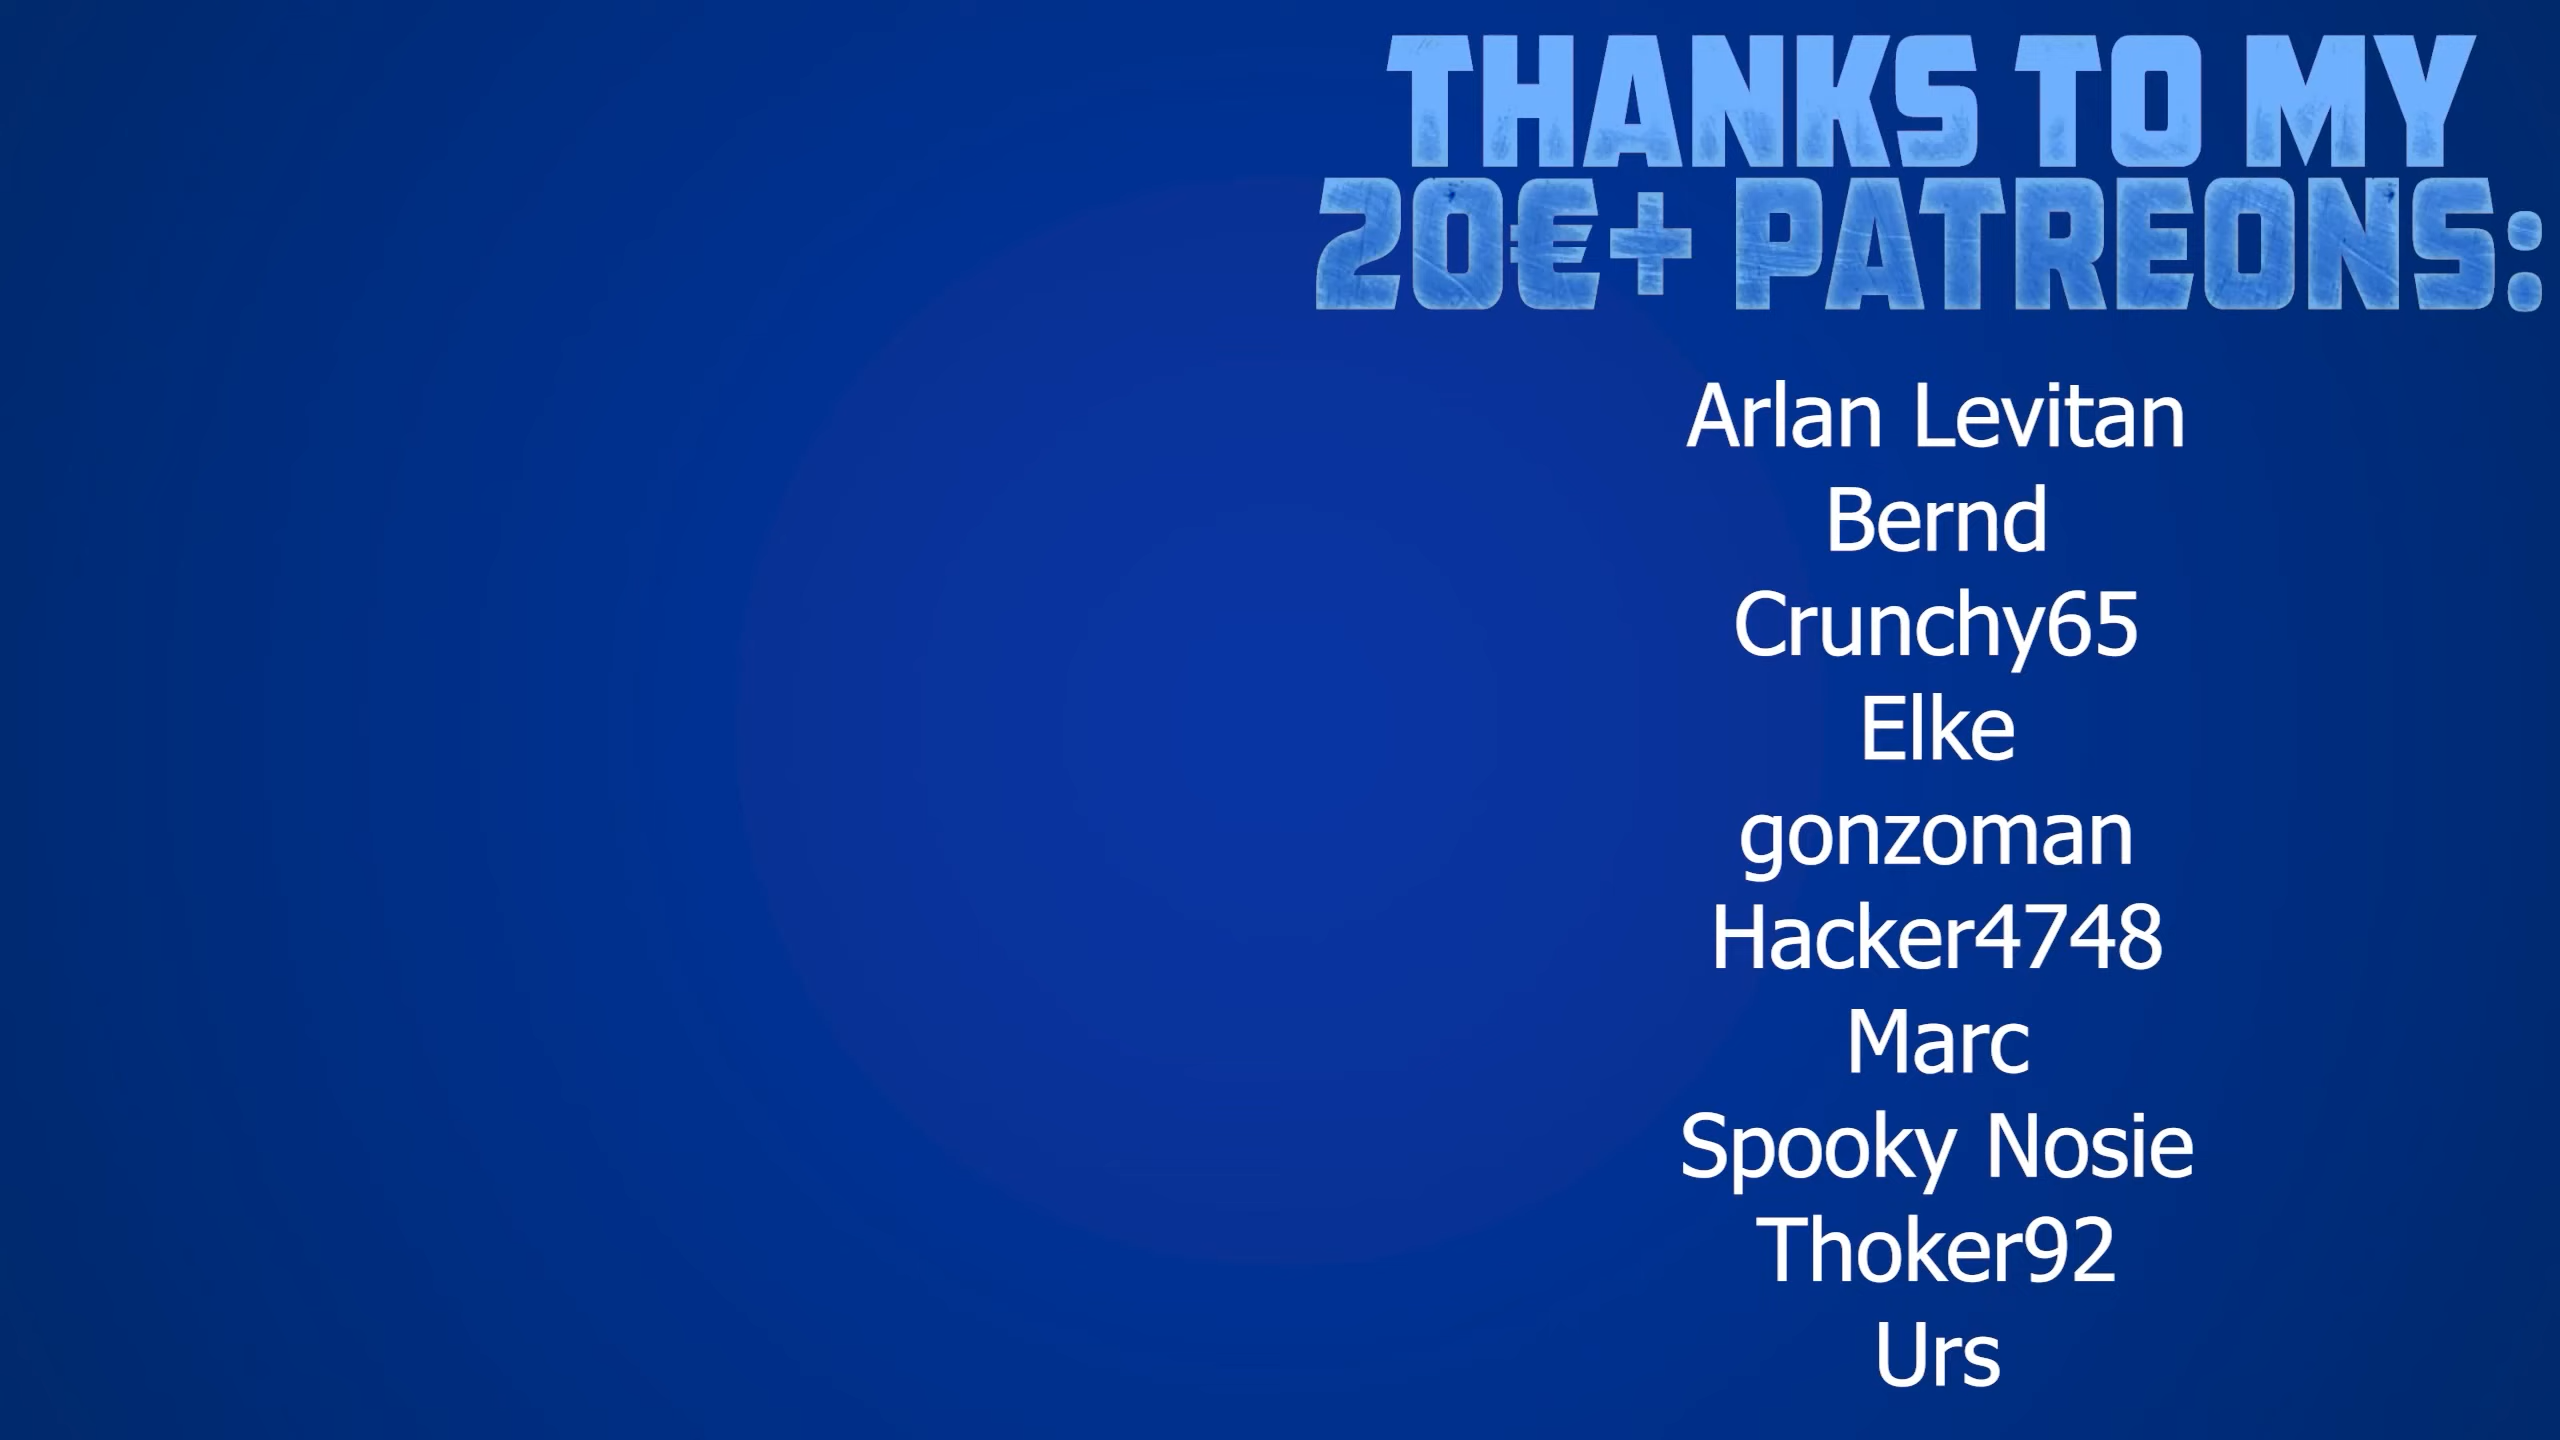 THANKS TO MY
20€+ PATREONS:
Arlan Levitan
Bernd
Crunchy65
Elke
gonzoman
Hacker4748
Marc
Spooky Nosie
Thoker92
Urs